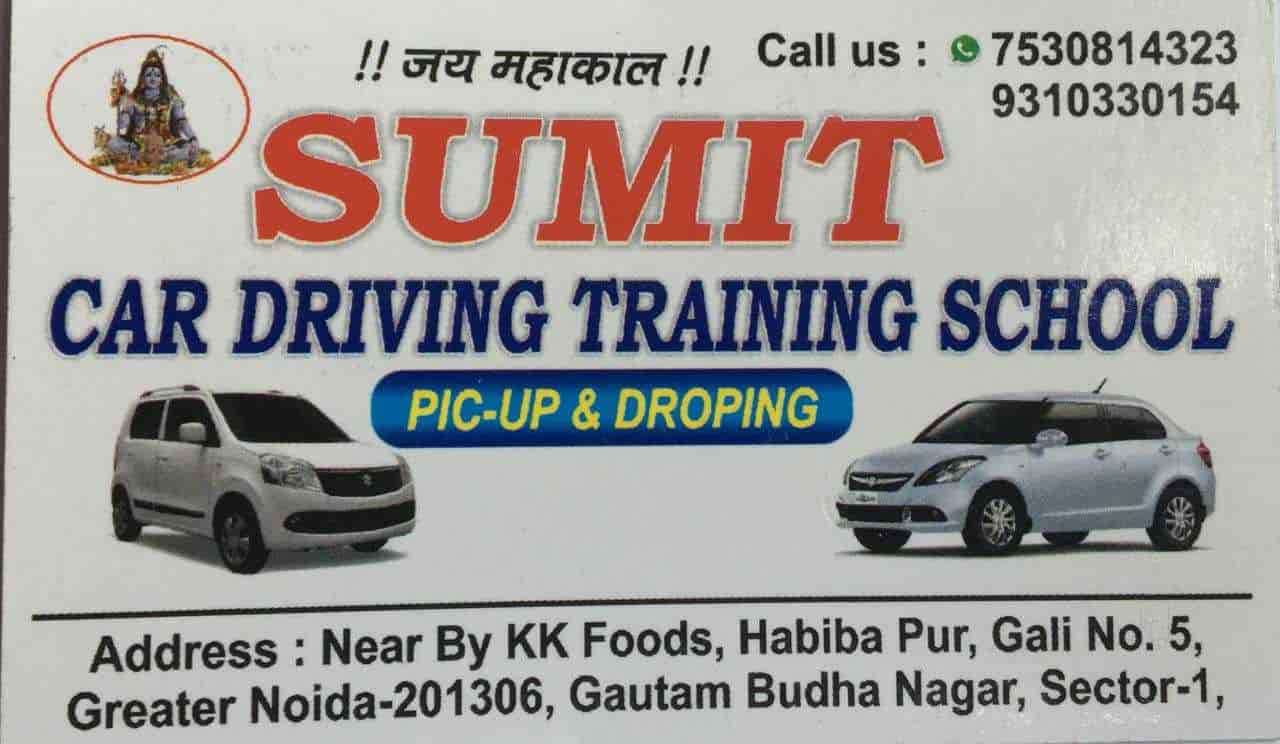 !! जय महाकाल !!
Call us : 7530814323
9310330154
SUMIT
CAR DRIVING TRAINING SCHOOL
PIC-UP & DROPING
Address : Near By KK Foods, Habiba Pur, Gali No. 5,
Greater Noida-201306, Gautam Budha Nagar, Sector-1,